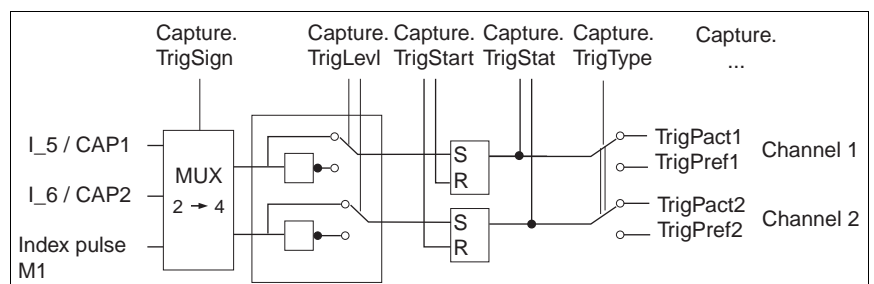 Capture. Capture. Capture. Capture. Capture. Capture.
TrigSign TrigLevl TrigStart TrigStat TrigType ...
I_5 / CAP1
I_6 / CAP2
Index pulse
M1
MUX
2 → 4
S
R
S
R
TrigPact1
TrigPref1
Channel 1
TrigPact2
TrigPref2
Channel 2